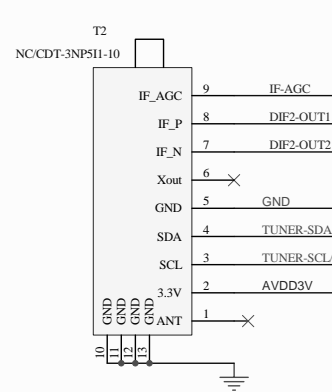 T2
NC/CDT-3NP5I1-10
IF_AGC 9 IF-AGC
IF_P 8 DIF2-OUT1
IF_N 7 DIF2-OUT2
Xout 6
GND 5 GND
SDA 4 TUNER-SDA
SCL 3 TUNER-SCL
3.3V 2 AVDD3V
ANT 1
GND GND GND GND
10 11 12 13